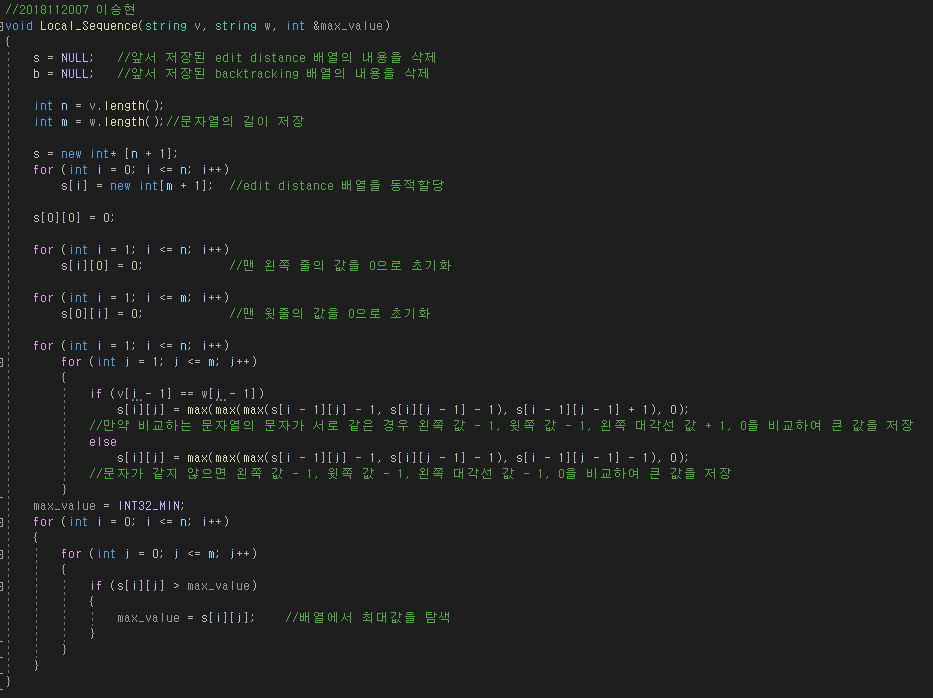 //2018112007 이승현
void Local_Sequence(string v, string w, int &max_value)
{
s = NULL; //앞서 저장된 edit distance 배열의 내용을 삭제
b = NULL; //앞서 저장된 backtracking 배열의 내용을 삭제
int n = v.length();
int m = w.length();//문자열의 길이 저장
s = new int* [n + 1];
for (int i = 0; i <= n; i++)
s[i] = new int[m + 1]; //edit distance 배열을 동적할당
s[0][0] = 0;
for (int i = 1; i <= n; i++)
s[i][0] = 0; //맨 왼쪽 줄의 값을 0으로 초기화
for (int i = 1; i <= m; i++)
s[0][i] = 0; //맨 윗줄의 값을 0으로 초기화
for (int i = 1; i <= n; i++)
for (int j = 1; j <= m; j++)
{
if (v[i - 1] == w[j - 1])
s[i][j] = max(max(max(s[i - 1][j] - 1, s[i][j - 1] - 1), s[i - 1][j - 1] + 1), 0);
//만약 비교하는 문자열의 문자가 서로 같은 경우 왼쪽 값 - 1, 윗쪽 값 - 1, 왼쪽 대각선 값 + 1, 0을 비교하여 큰 값을 저장
else
s[i][j] = max(max(max(s[i - 1][j] - 1, s[i][j - 1] - 1), s[i - 1][j - 1] - 1), 0);
//문자가 같지 않으면 왼쪽 값 - 1, 윗쪽 값 - 1, 왼쪽 대각선 값 - 1, 0을 비교하여 큰 값을 저장
}
max_value = INT32_MIN;
for (int i = 0; i <= n; i++)
{
for (int j = 0; j <= m; j++)
{
if (s[i][j] > max_value)
{
max_value = s[i][j]; //배열에서 최대값을 탐색
}
}
}
}